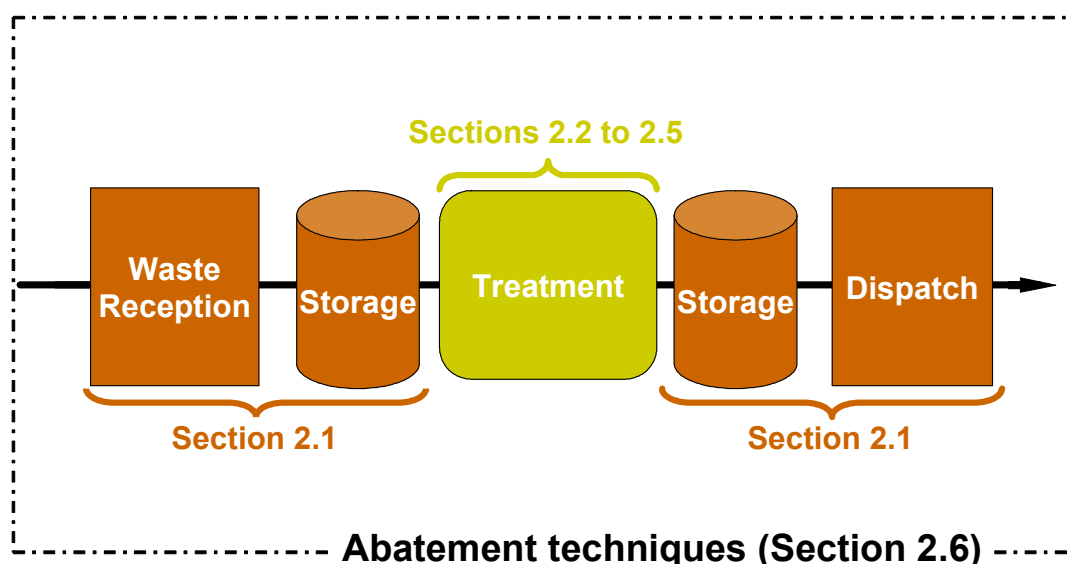 Sections 2.2 to 2.5
Waste
Reception
Storage
Treatment
Storage
Dispatch
Section 2.1
Section 2.1
Abatement techniques (Section 2.6)